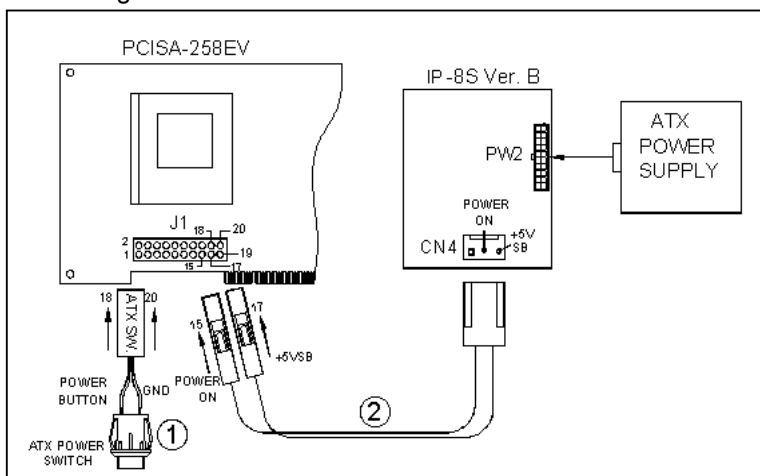 PCISA-258EV
IP-8S Ver. B
ATX
POWER
SUPPLY
PW2
POWER
ON
+5V
SB
CN4
J1
18
20
2
1
19
15
17
18
20
ATX SW.
15
17
POWER
ON
+5VSB
POWER
BUTTON
GND
1
2
ATX POWER
SWITCH